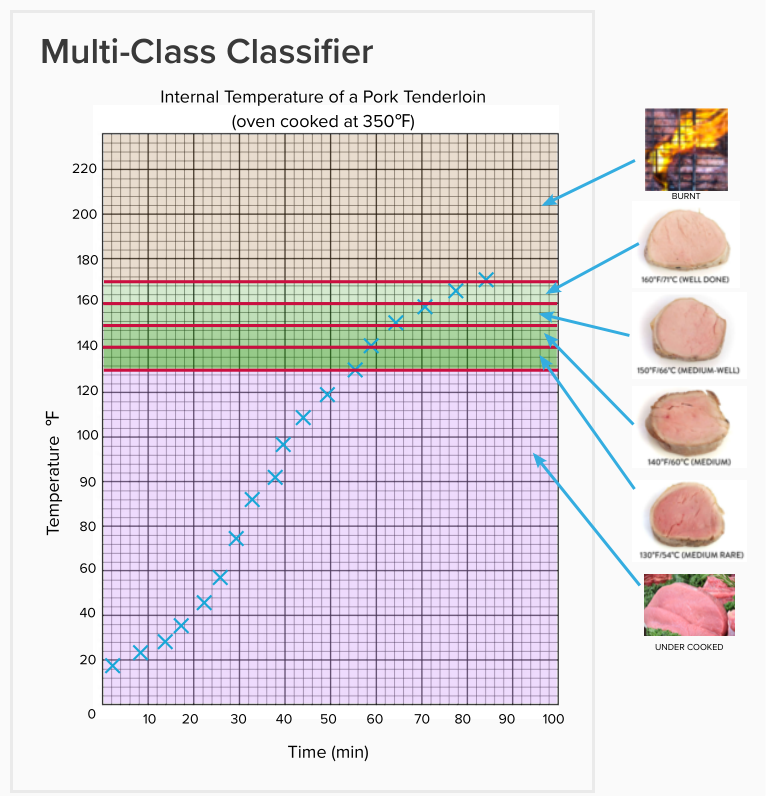 Multi-Class Classifier
Internal Temperature of a Pork Tenderloin
(oven cooked at 350°F)
220
200
180
160
140
120
100
90
80
60
40
20
0
10 20 30 40 50 60 70 80 90 100
Temperature °F
Time (min)
BURNT
160°F/71°C (WELL DONE)
150°F/66°C (MEDIUM-WELL)
140°F/60°C (MEDIUM)
130°F/54°C (MEDIUM RARE)
UNDER COOKED